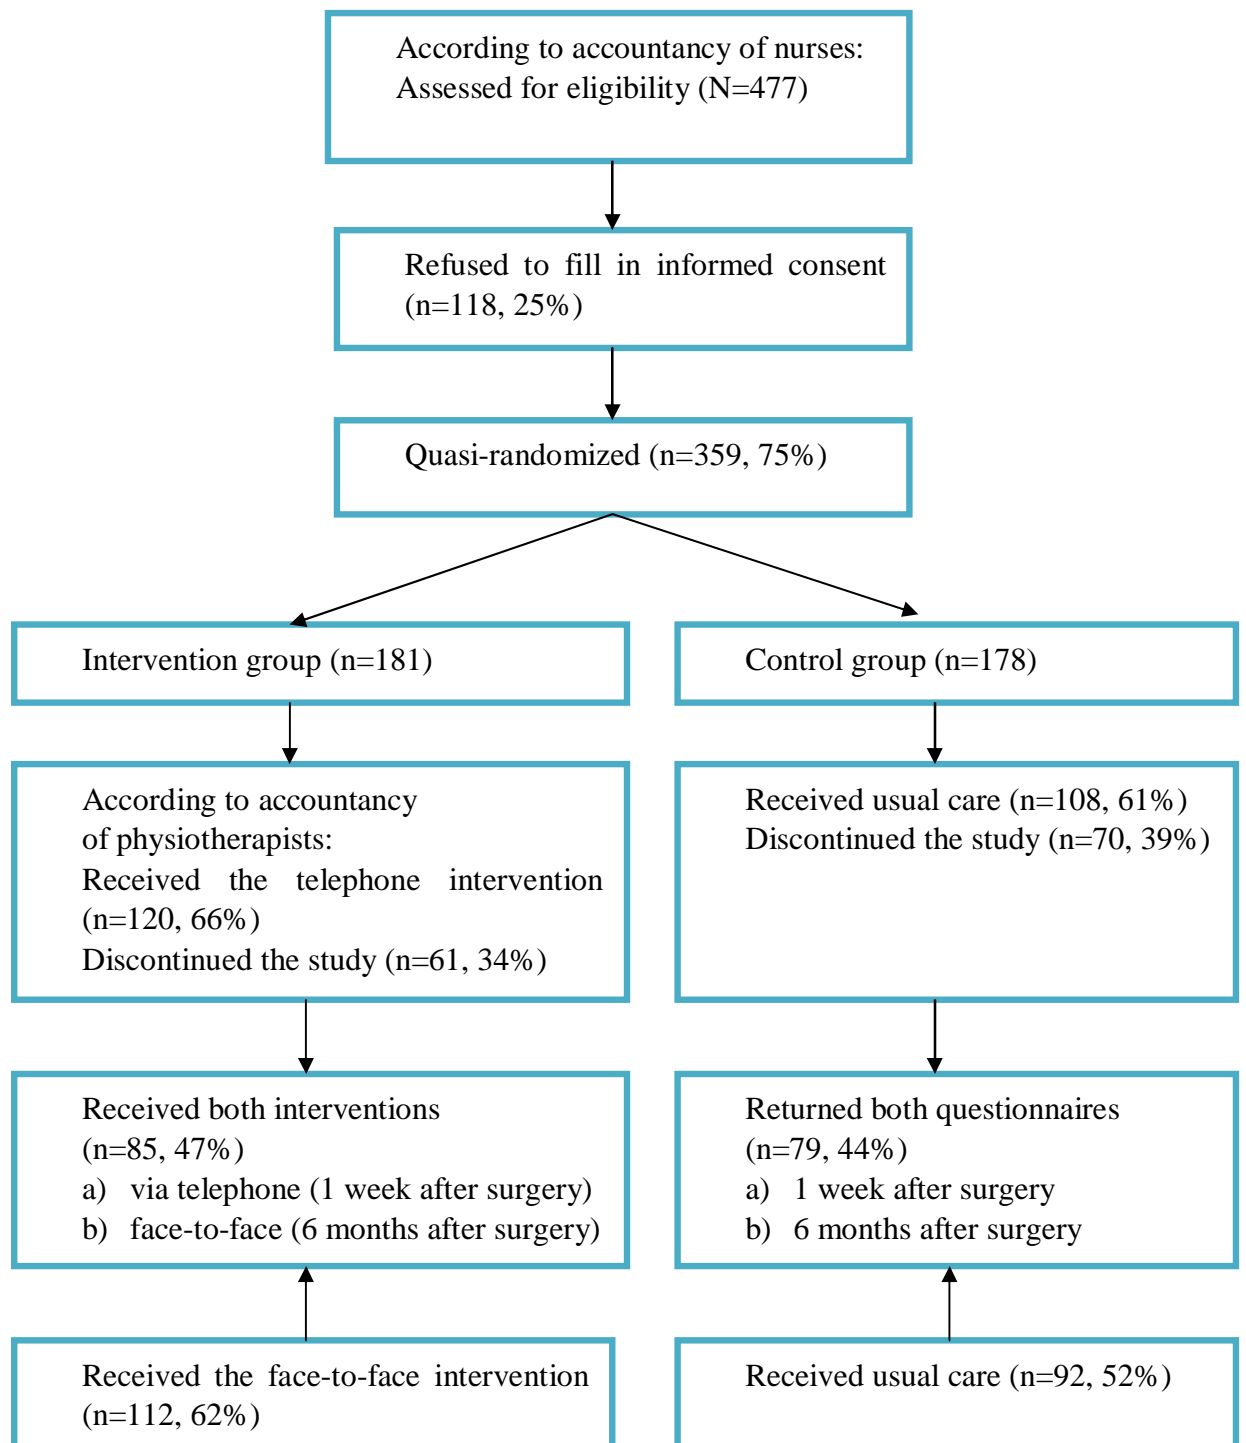 According to accountancy of nurses:
Assessed for eligibility (N=477)
Refused to fill in informed consent
(n=118, 25%)
Quasi-randomized (n=359, 75%)
Intervention group (n=181)
Control group (n=178)
According to accountancy
of physiotherapists:
Received the telephone intervention
(n=120, 66%)
Discontinued the study (n=61, 34%)
Received usual care (n=108, 61%)
Discontinued the study (n=70, 39%)
Received both interventions
(n=85, 47%)
a) via telephone (1 week after surgery)
b) face-to-face (6 months after surgery)
Returned both questionnaires
(n=79, 44%)
a) 1 week after surgery
b) 6 months after surgery
Received the face-to-face intervention
(n=112, 62%)
Received usual care (n=92, 52%)